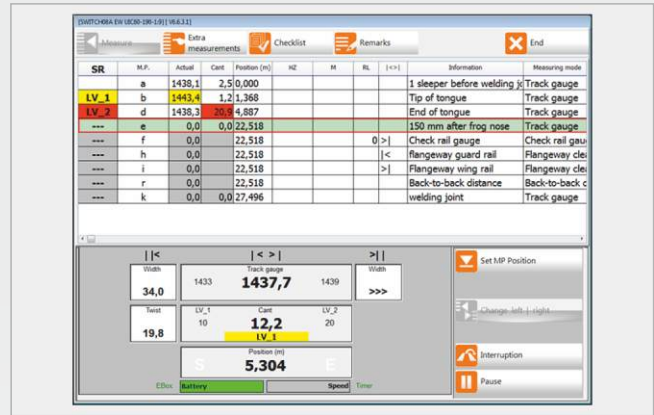 [SWITCH08A EW UIC60-190-1:9] | V6.6.3.1]
Measure
Extra measurements
Checklist
Remarks
End
SR M.P. Actual Cant Position (m) HZ M RL |<>| Information Measuring mode
a 1438,1 2,5 0,000 1 sleeper before welding jo Track gauge
LV_1 b 1443,4 1,2 1,368 Tip of tongue Track gauge
LV_2 d 1438,3 20,9 4,887 End of tongue Track gauge
--- e 0,0 0,0 22,518 150 mm after frog nose Track gauge
--- f 0,0 0,0 22,518 0 >| Check rail gauge Check rail gau
--- h 0,0 22,518 |< flangeway guard rail Flangeway clea
--- i 0,0 22,518 >| Flangeway wing rail Flangeway clea
--- r 0,0 22,518 Back-to-back distance Back-to-back c
--- k 0,0 0,0 27,496 welding joint Track gauge
||< |< >| >||
Width Track gauge Width
34,0 1433 1437,7 1439 >>>
Twist LV_1 Cant LV_2
19,8 10 12,2 20
LV_1
Position (m)
S 5,304 E
EBox Battery Speed Timer
Set MP Position
Change left |-right
Interruption
Pause